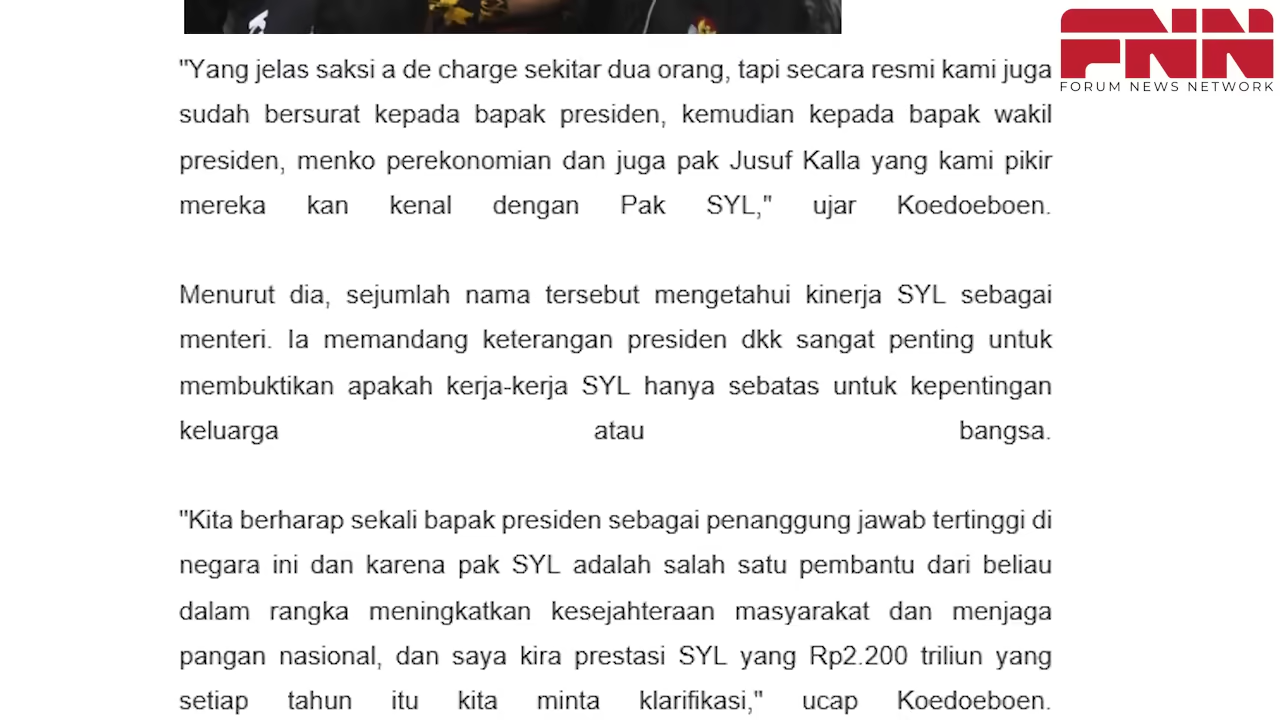 FNN
FORUM NEWS NETWORK
"Yang jelas saksi a de charge sekitar dua orang, tapi secara resmi kami juga
sudah bersurat kepada bapak presiden, kemudian kepada bapak wakil
presiden, menko perekonomian dan juga pak Jusuf Kalla yang kami pikir
mereka kan kenal dengan Pak SYL," ujar Koedoeboen.
Menurut dia, sejumlah nama tersebut mengetahui kinerja SYL sebagai
menteri. Ia memandang keterangan presiden dkk sangat penting untuk
membuktikan apakah kerja-kerja SYL hanya sebatas untuk kepentingan
keluarga atau bangsa.
"Kita berharap sekali bapak presiden sebagai penanggung jawab tertinggi di
negara ini dan karena pak SYL adalah salah satu pembantu dari beliau
dalam rangka meningkatkan kesejahteraan masyarakat dan menjaga
pangan nasional, dan saya kira prestasi SYL yang Rp2.200 triliun yang
setiap tahun itu kita minta klarifikasi," ucap Koedoeboen.